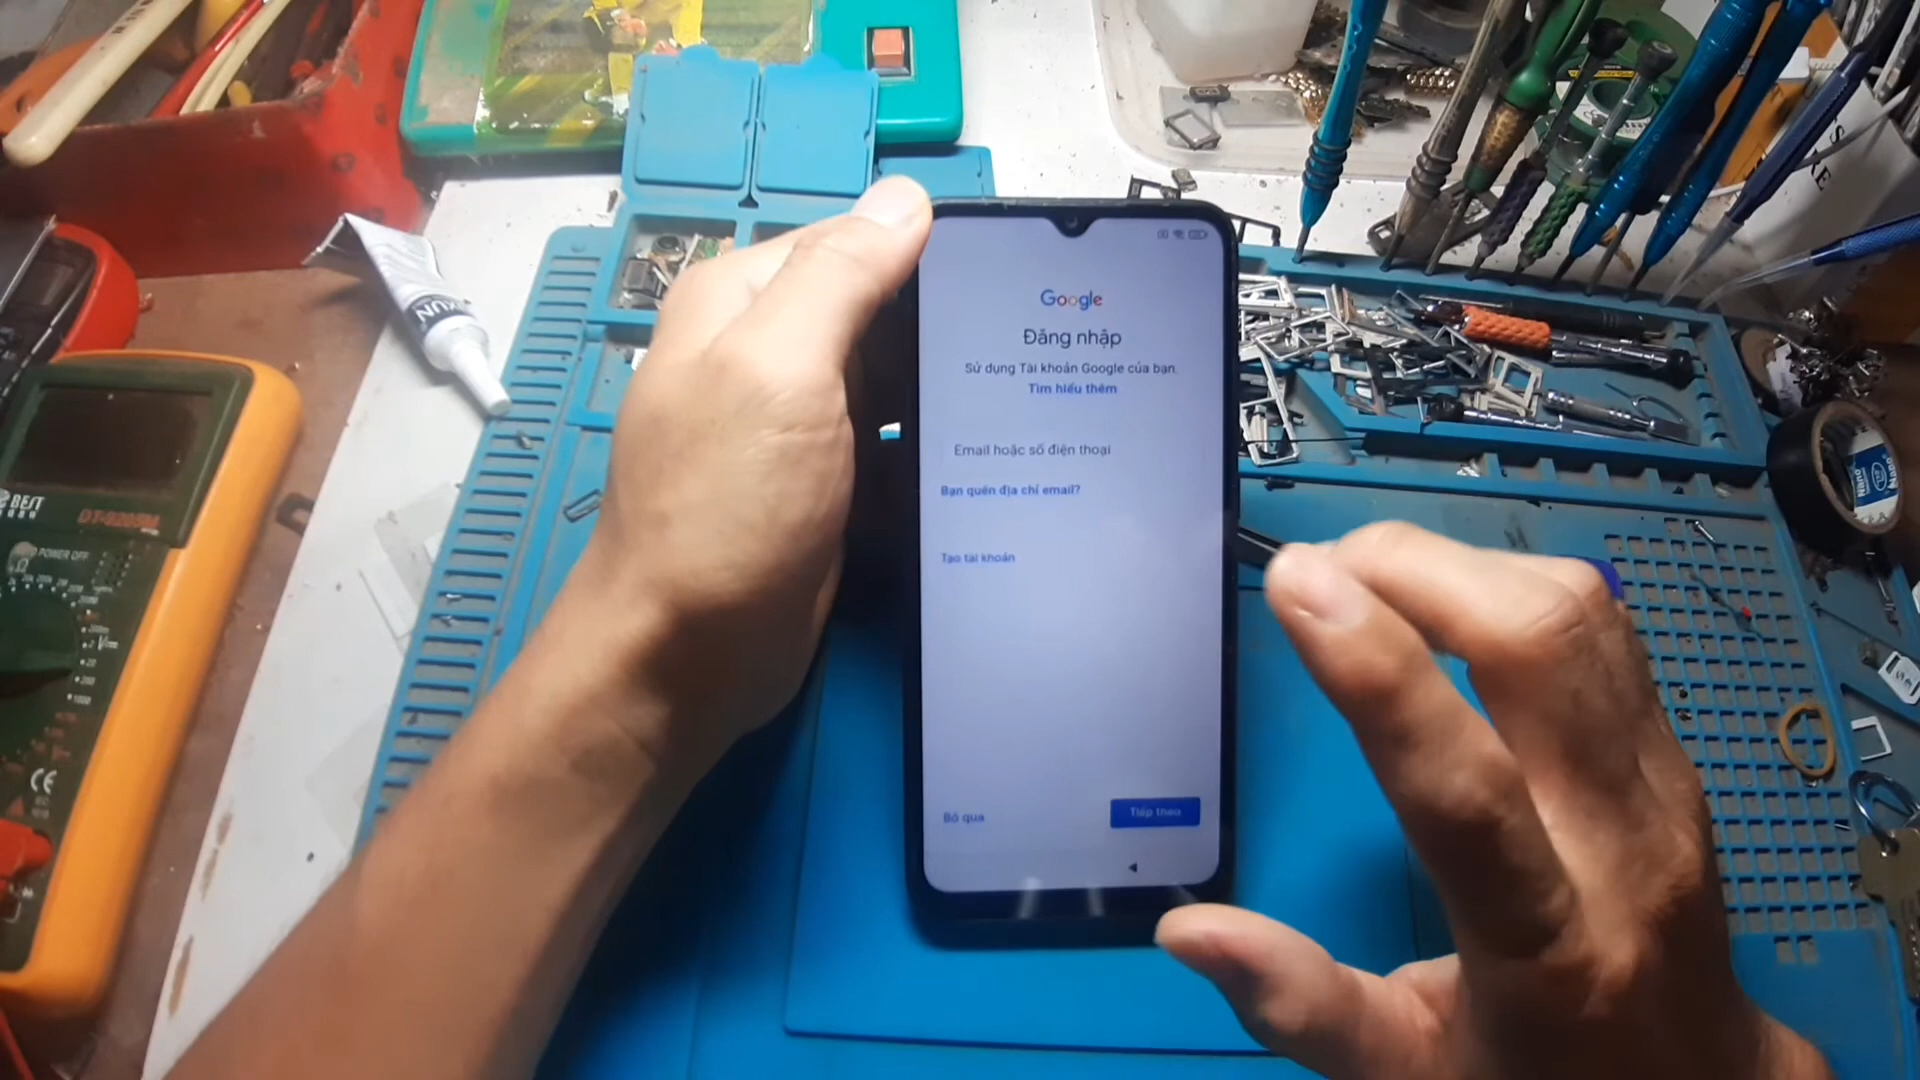 Google
Đăng nhập
Sử dụng Tài khoản Google của bạn.
Tìm hiểu thêm
Email hoặc số điện thoại
Bạn quên địa chỉ email?
Tạo tài khoản
Bỏ qua
Tiếp theo
BEST
POWER OFF
CE
Nano